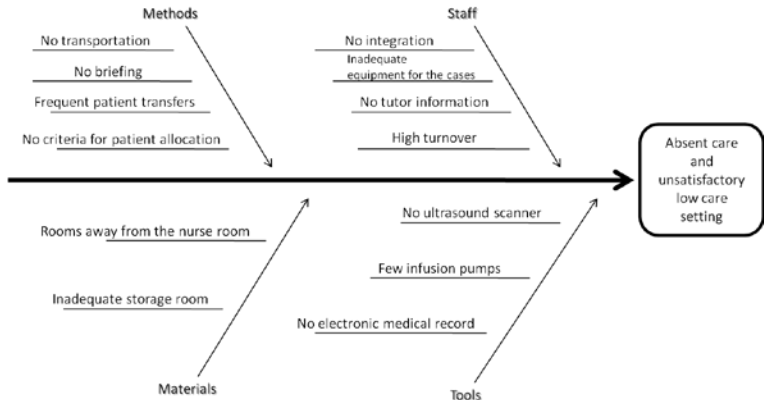 Methods
No transportation
No briefing
Frequent patient transfers
No criteria for patient allocation
Staff
No integration
Inadequate
equipment for the cases
No tutor information
High turnover
Absent care
and
unsatisfactory
low care
setting
Rooms away from the nurse room
Inadequate storage room
Materials
No ultrasound scanner
Few infusion pumps
No electronic medical record
Tools